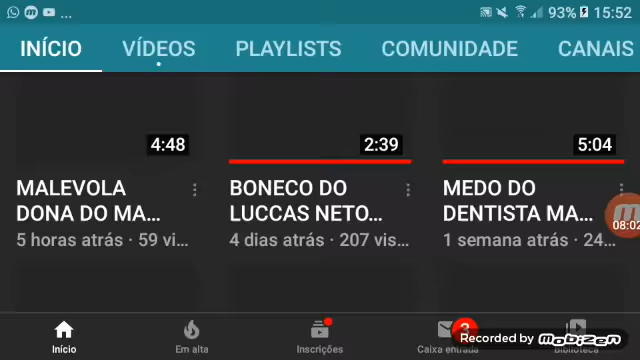 93% 15:52
INÍCIO VÍDEOS PLAYLISTS COMUNIDADE CANAIS
4:48 2:39 5:04
MALEVOLA
DONA DO MA...
5 horas atrás · 59 vi...
BONECO DO
LUCCAS NETO...
4 dias atrás · 207 vis...
MEDO DO
DENTISTA MA...
1 semana atrás · 24...
08:02
Início Em alta Inscrições Caixa entrada Biblioteca
Recorded by MOBIZEN